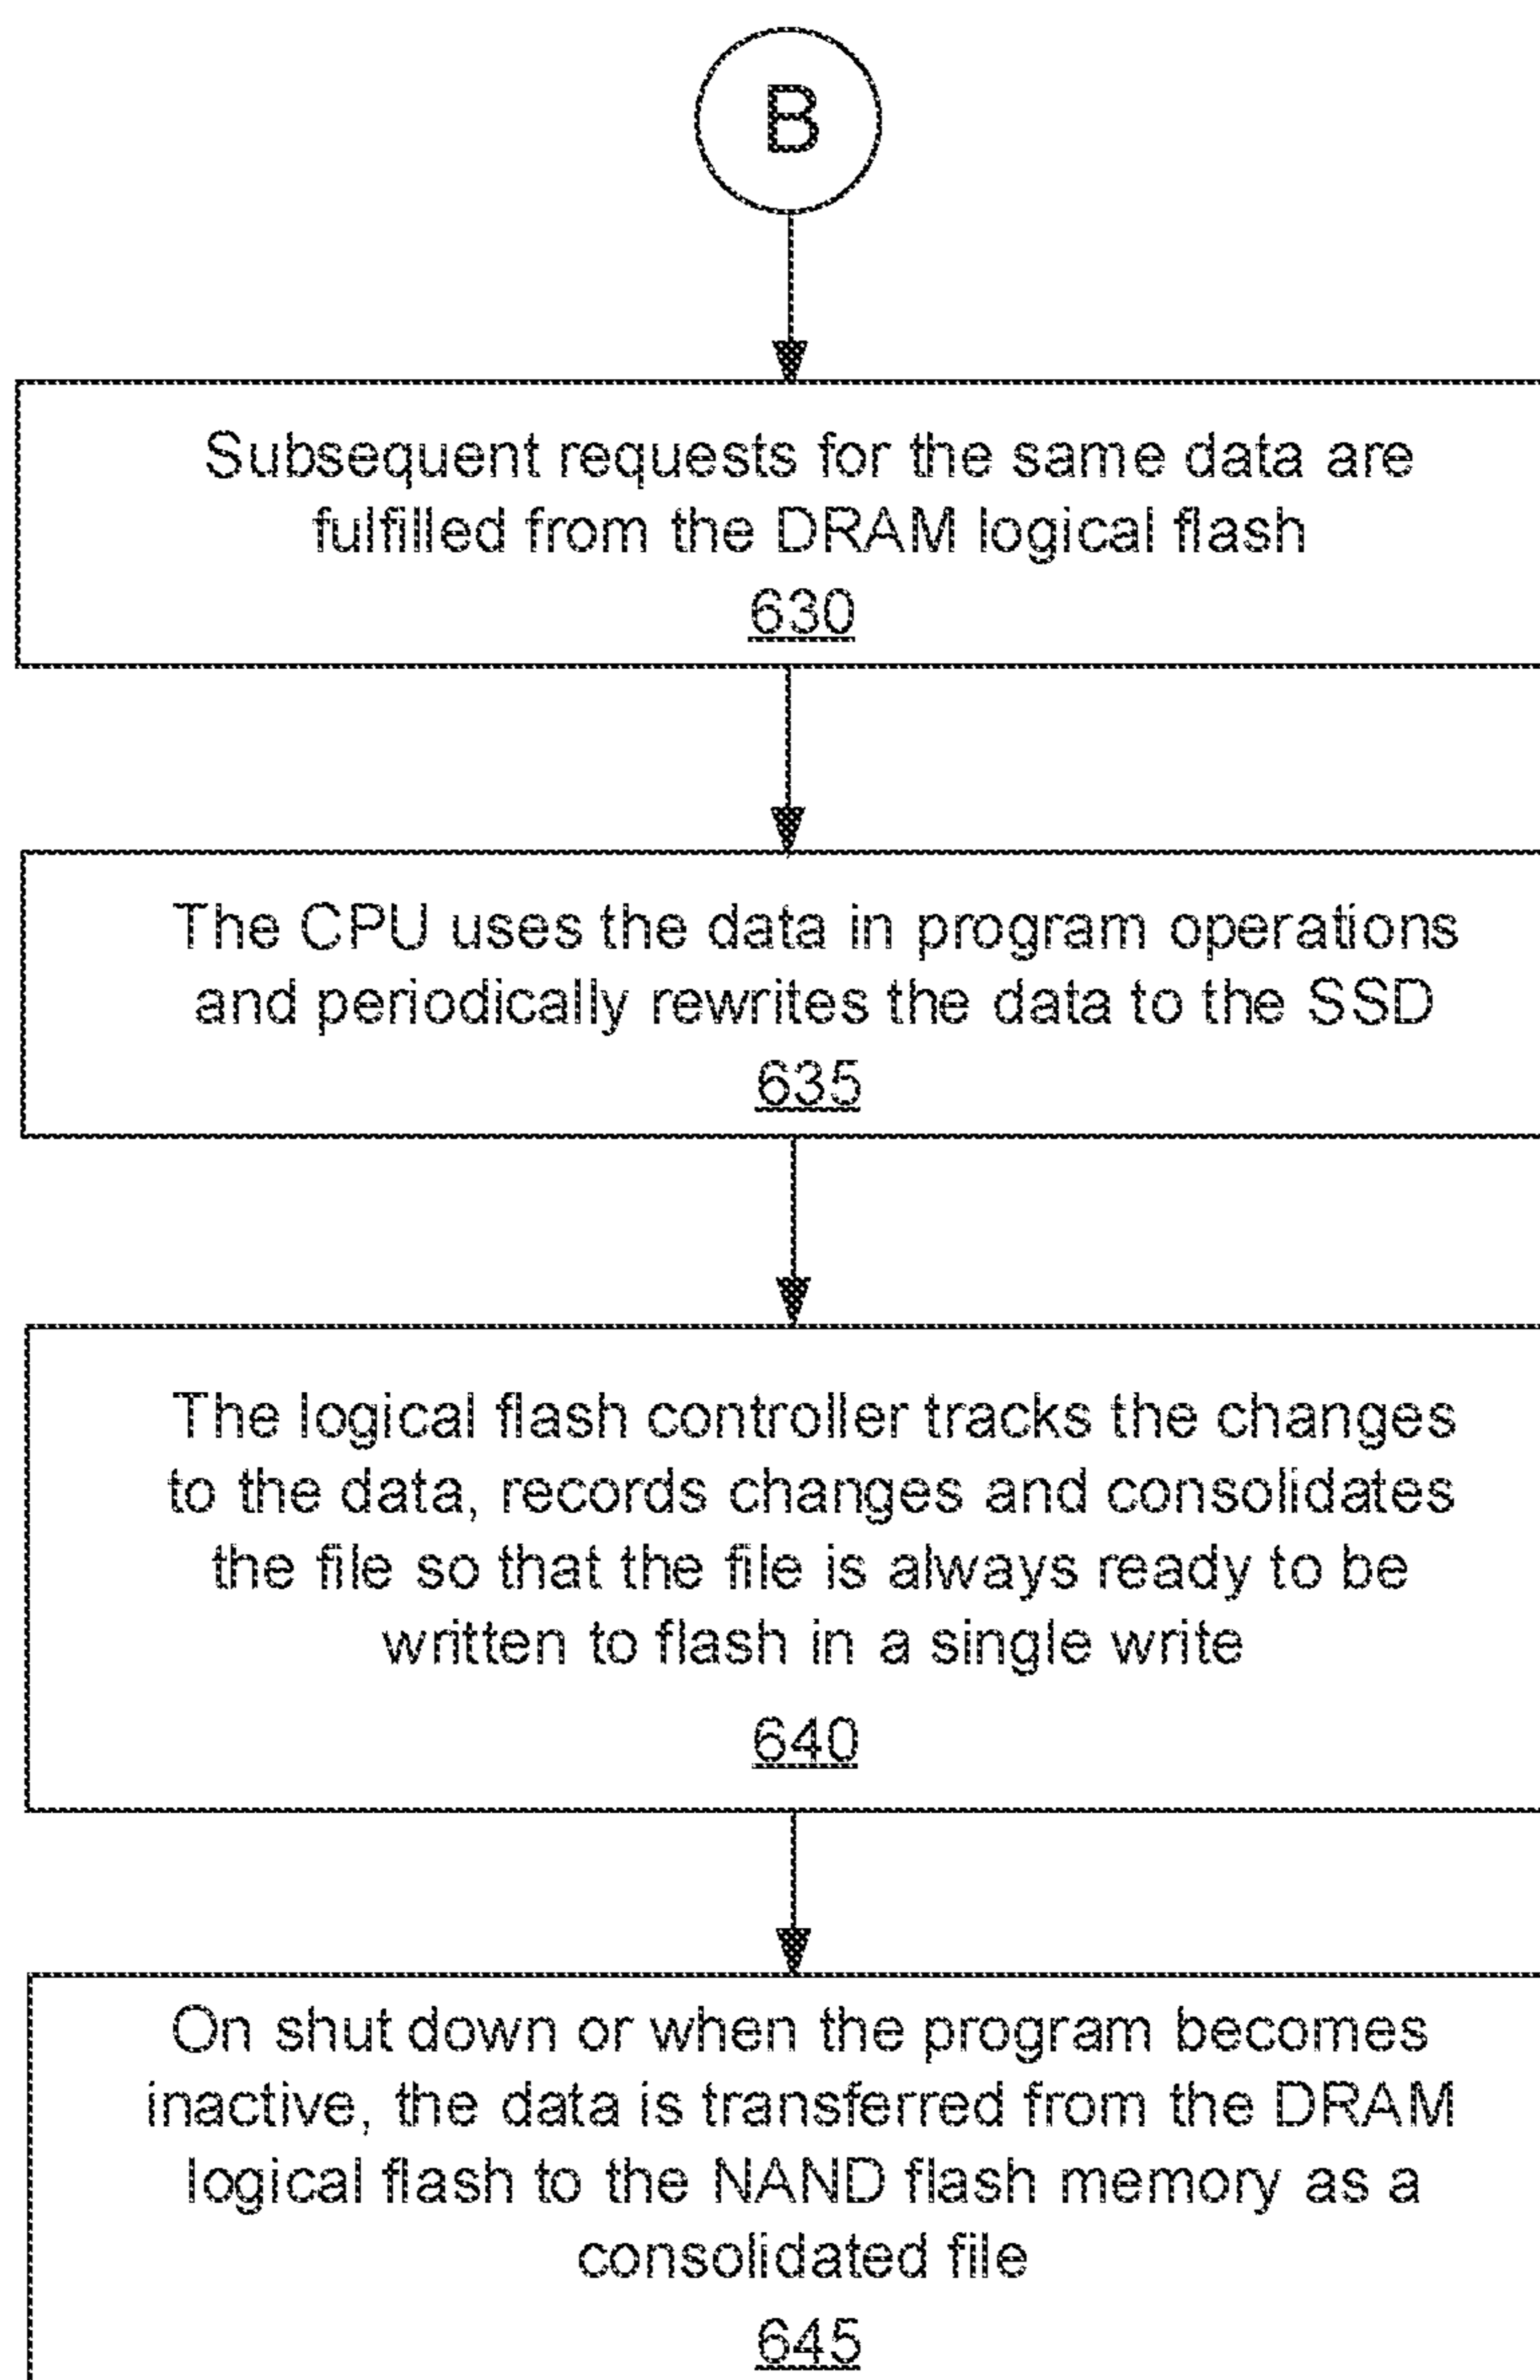 B
Subsequent requests for the same data are
fulfilled from the DRAM logical flash
630
The CPU uses the data in program operations
and periodically rewrites the data to the SSD
635
The logical flash controller tracks the changes
to the data, records changes and consolidates
the file so that the file is always ready to be
written to flash in a single write
640
On shut down or when the program becomes
inactive, the data is transferred from the DRAM
logical flash to the NAND flash memory as a
consolidated file
645